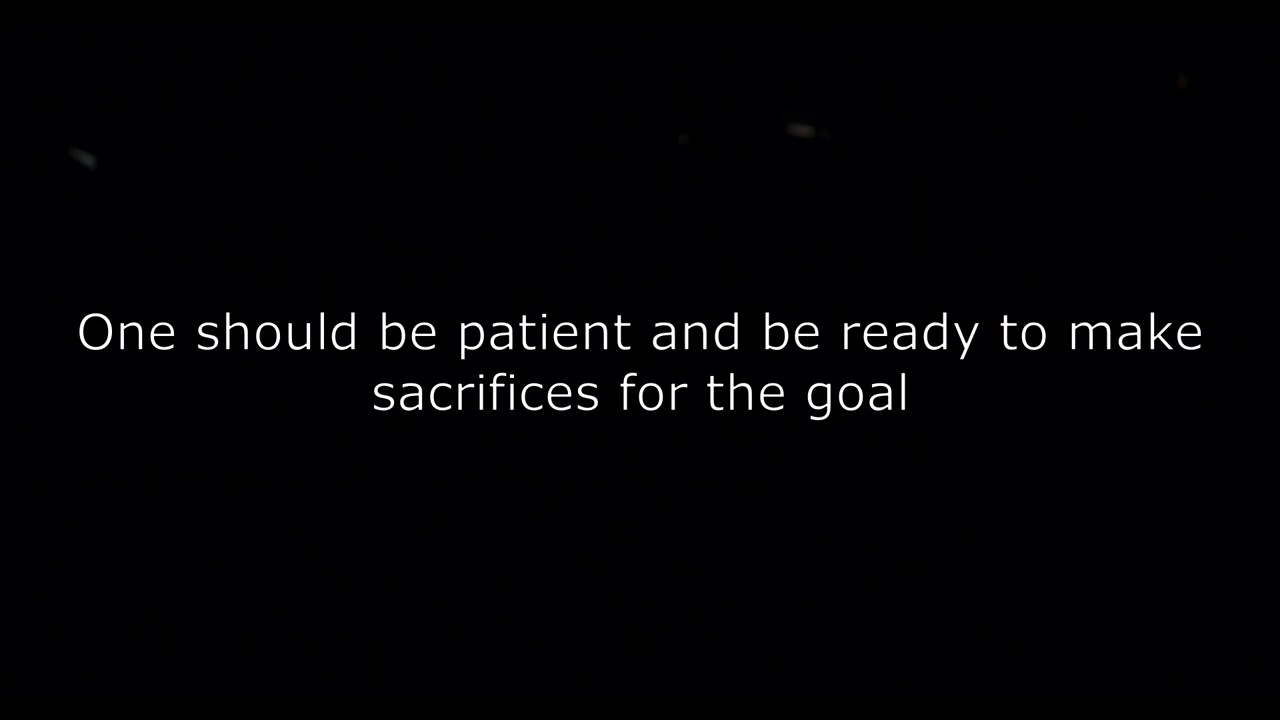 One should be patient and be ready to make
sacrifices for the goal